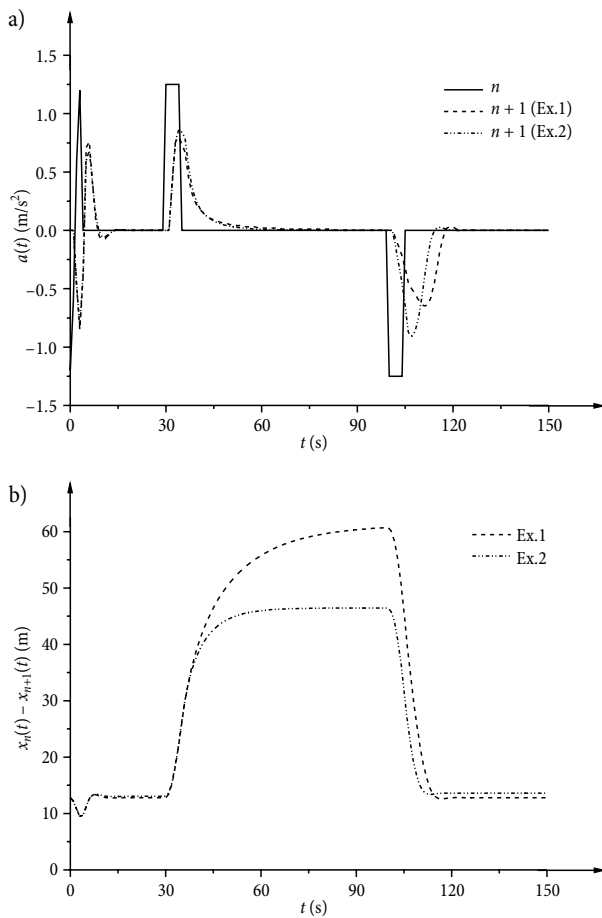 a)
1.5
1.0
0.5
0.0
−0.5
−1.0
−1.5
a(t) (m/s²)
n
n + 1 (Ex.1)
n + 1 (Ex.2)
0 30 60 90 120 150
t (s)
b)
60
50
40
30
20
10
0
xₙ(t) − xₙ₊₁(t) (m)
Ex.1
Ex.2
0 30 60 90 120 150
t (s)